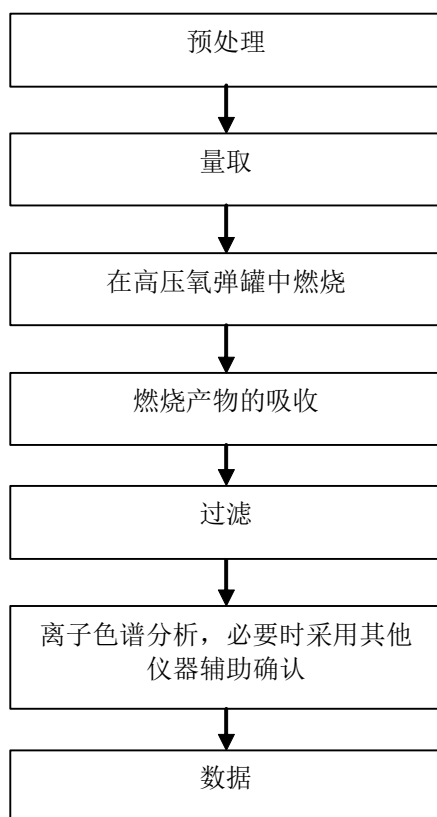 预处理
量取
在高压氧弹罐中燃烧
燃烧产物的吸收
过滤
离子色谱分析，必要时采用其他
仪器辅助确认
数据